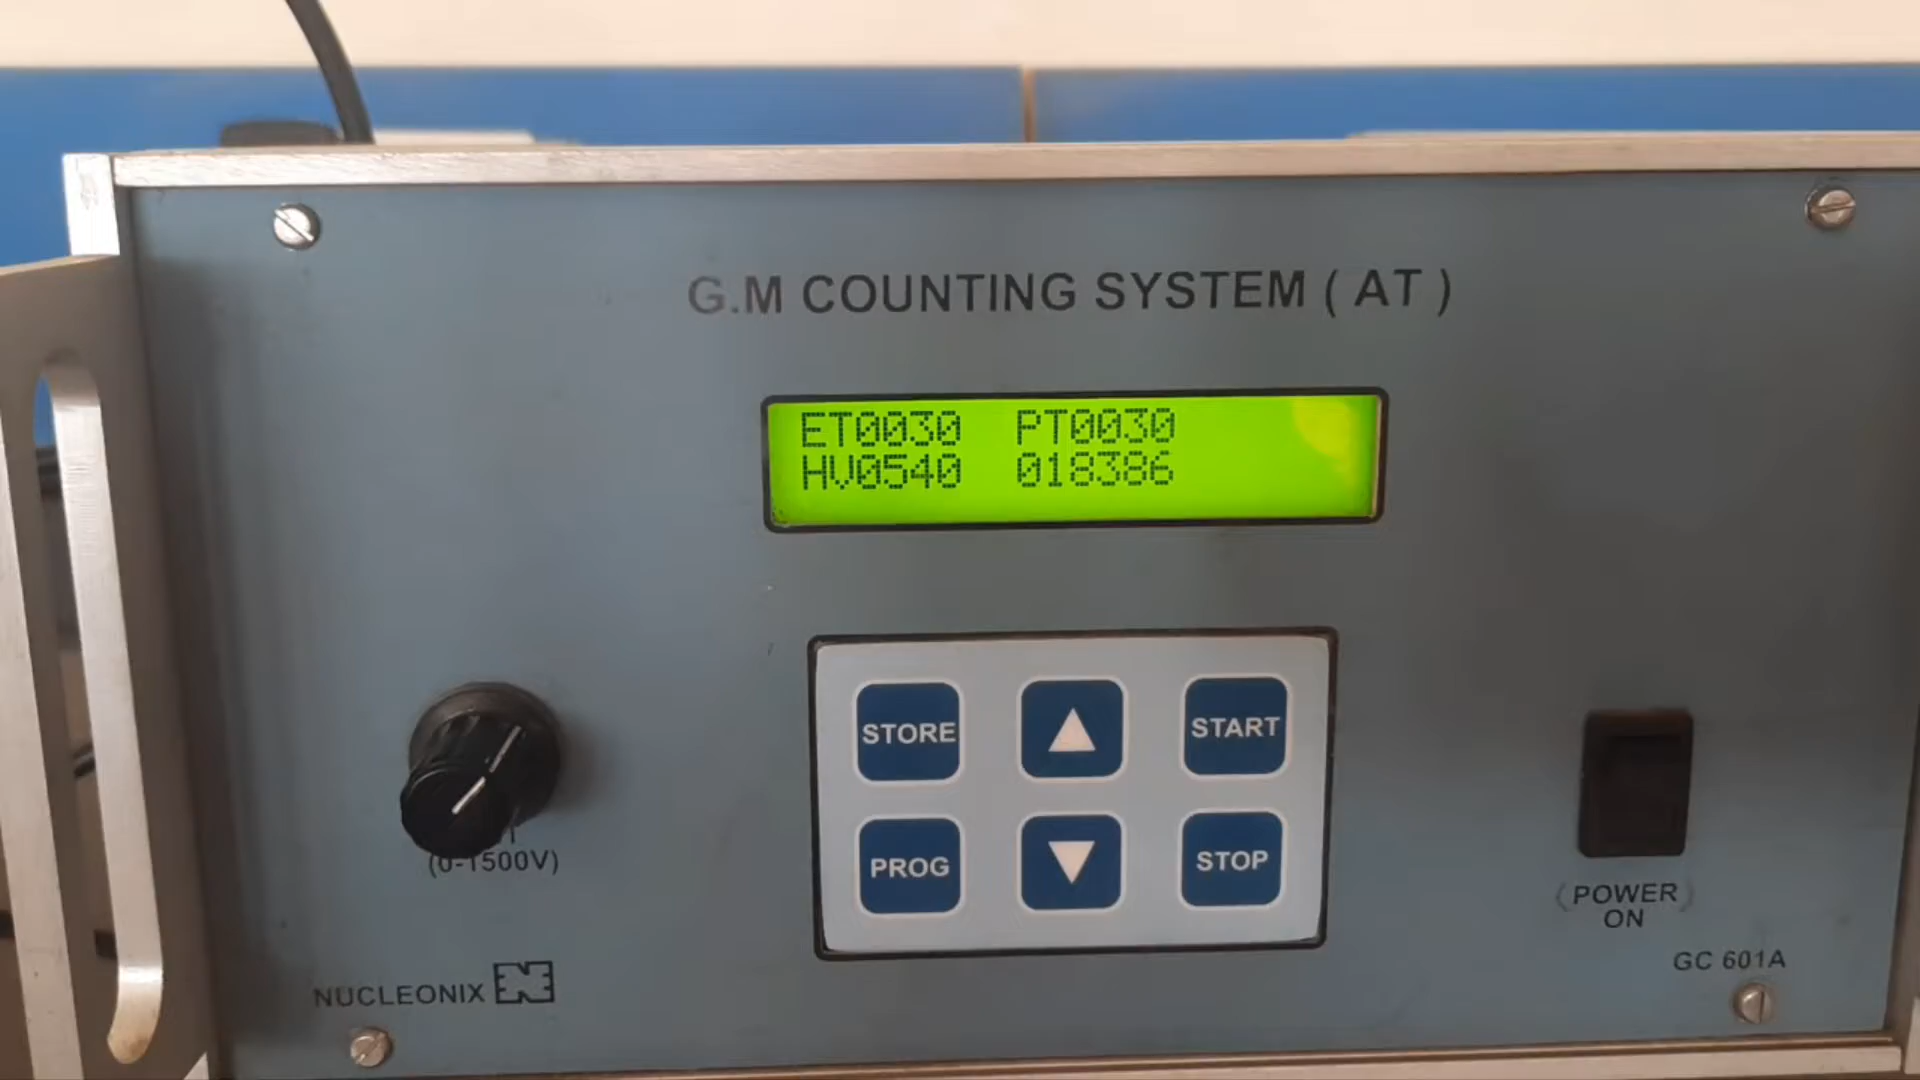 G.M COUNTING SYSTEM ( AT )
ET0030 PT0030
HV0540 018386
STORE
START
PROG
STOP
(0-1500V)
(POWER)
ON
GC 601A
NUCLEONIX